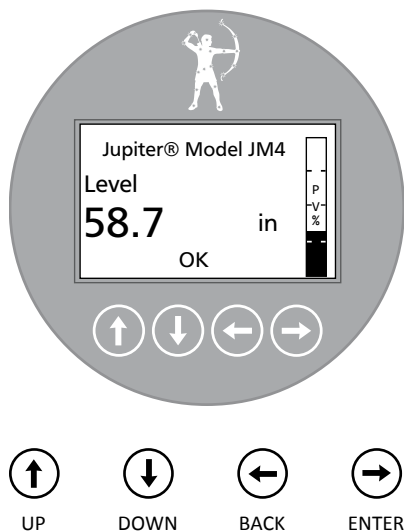 Jupiter® Model JM4
Level
58.7 in
OK
P
V
%
UP DOWN BACK ENTER